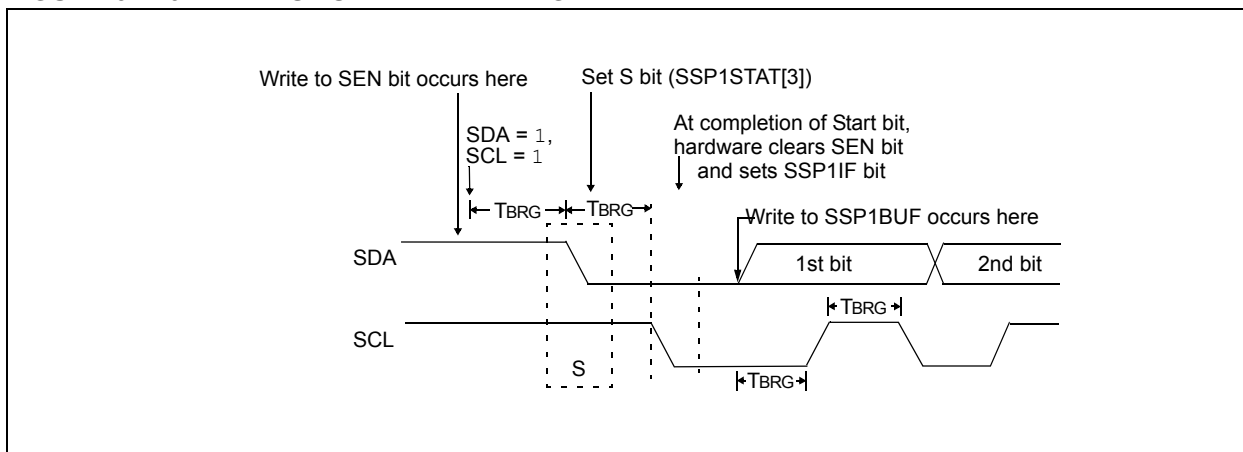 Write to SEN bit occurs here
Set S bit (SSP1STAT[3])
SDA = 1,
SCL = 1
At completion of Start bit,
hardware clears SEN bit
and sets SSP1IF bit
TBRG
TBRG
Write to SSP1BUF occurs here
SDA
1st bit
2nd bit
TBRG
SCL
S
TBRG